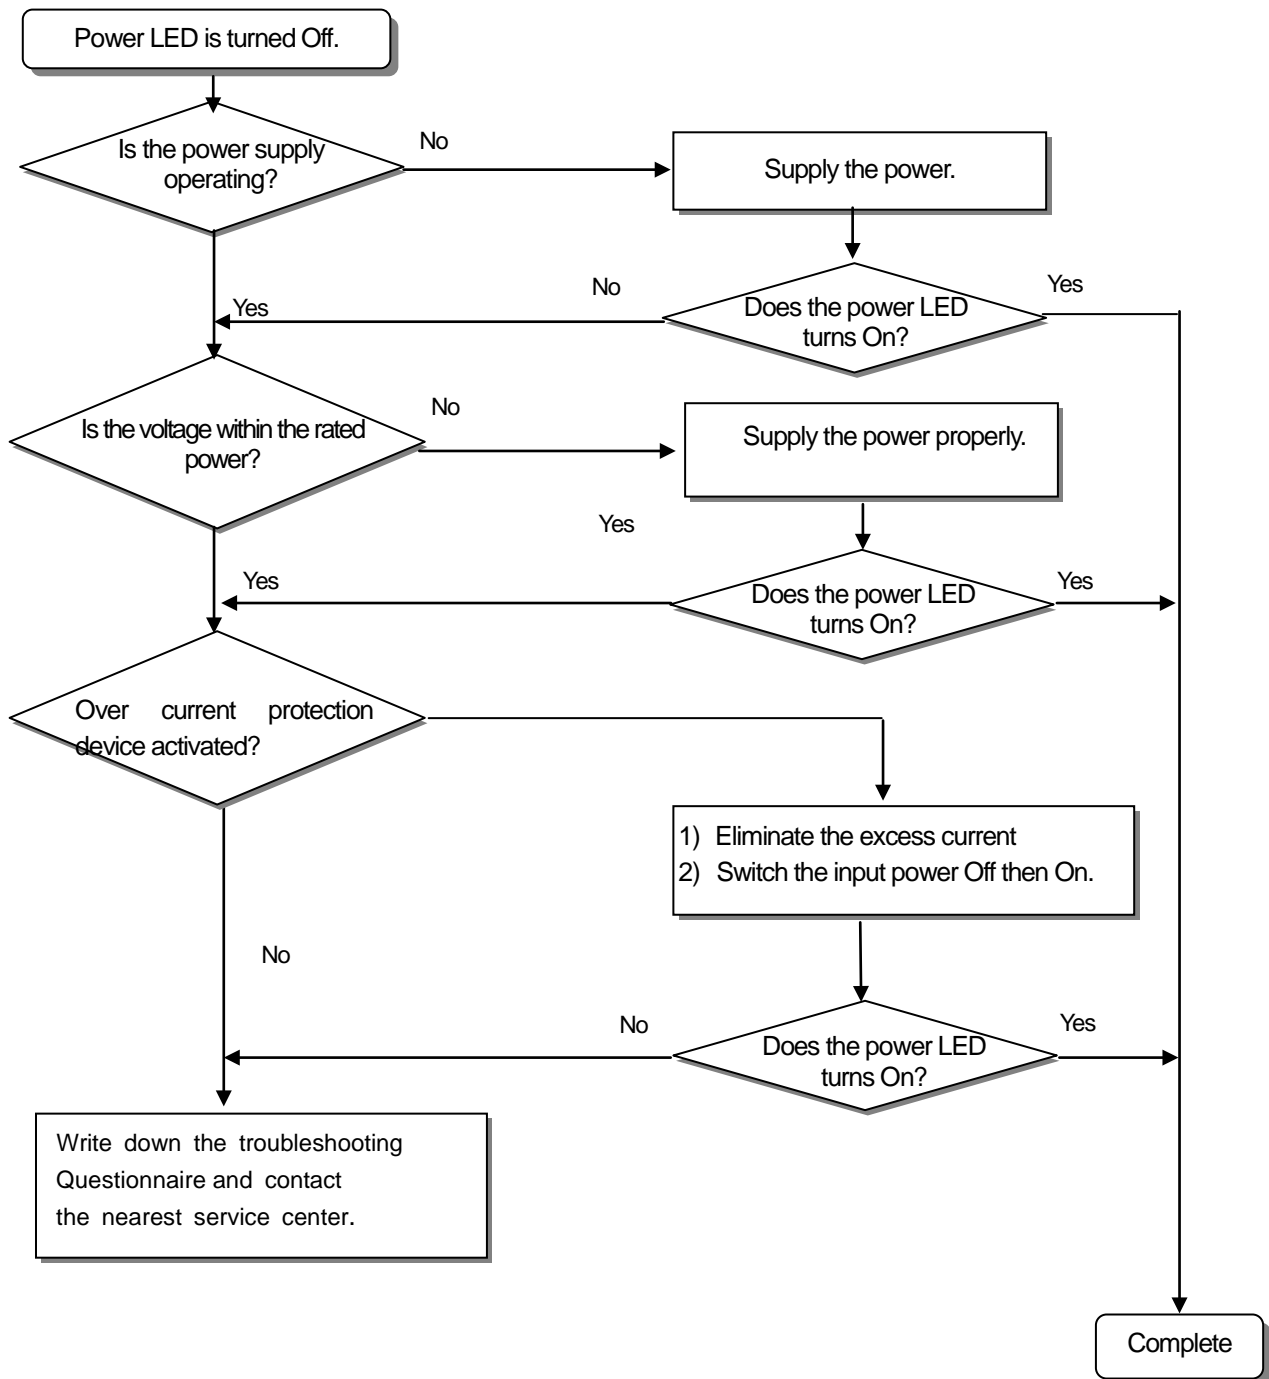 Power LED is turned Off.
Is the power supply
operating?
No
Supply the power.
Yes
No
Does the power LED
turns On?
Yes
Is the voltage within the rated
power?
No
Supply the power properly.
Yes
Yes
Does the power LED
turns On?
Yes
Over current protection
device activated?
1) Eliminate the excess current
2) Switch the input power Off then On.
No
No
Does the power LED
turns On?
Yes
Write down the troubleshooting
Questionnaire and contact
the nearest service center.
Complete